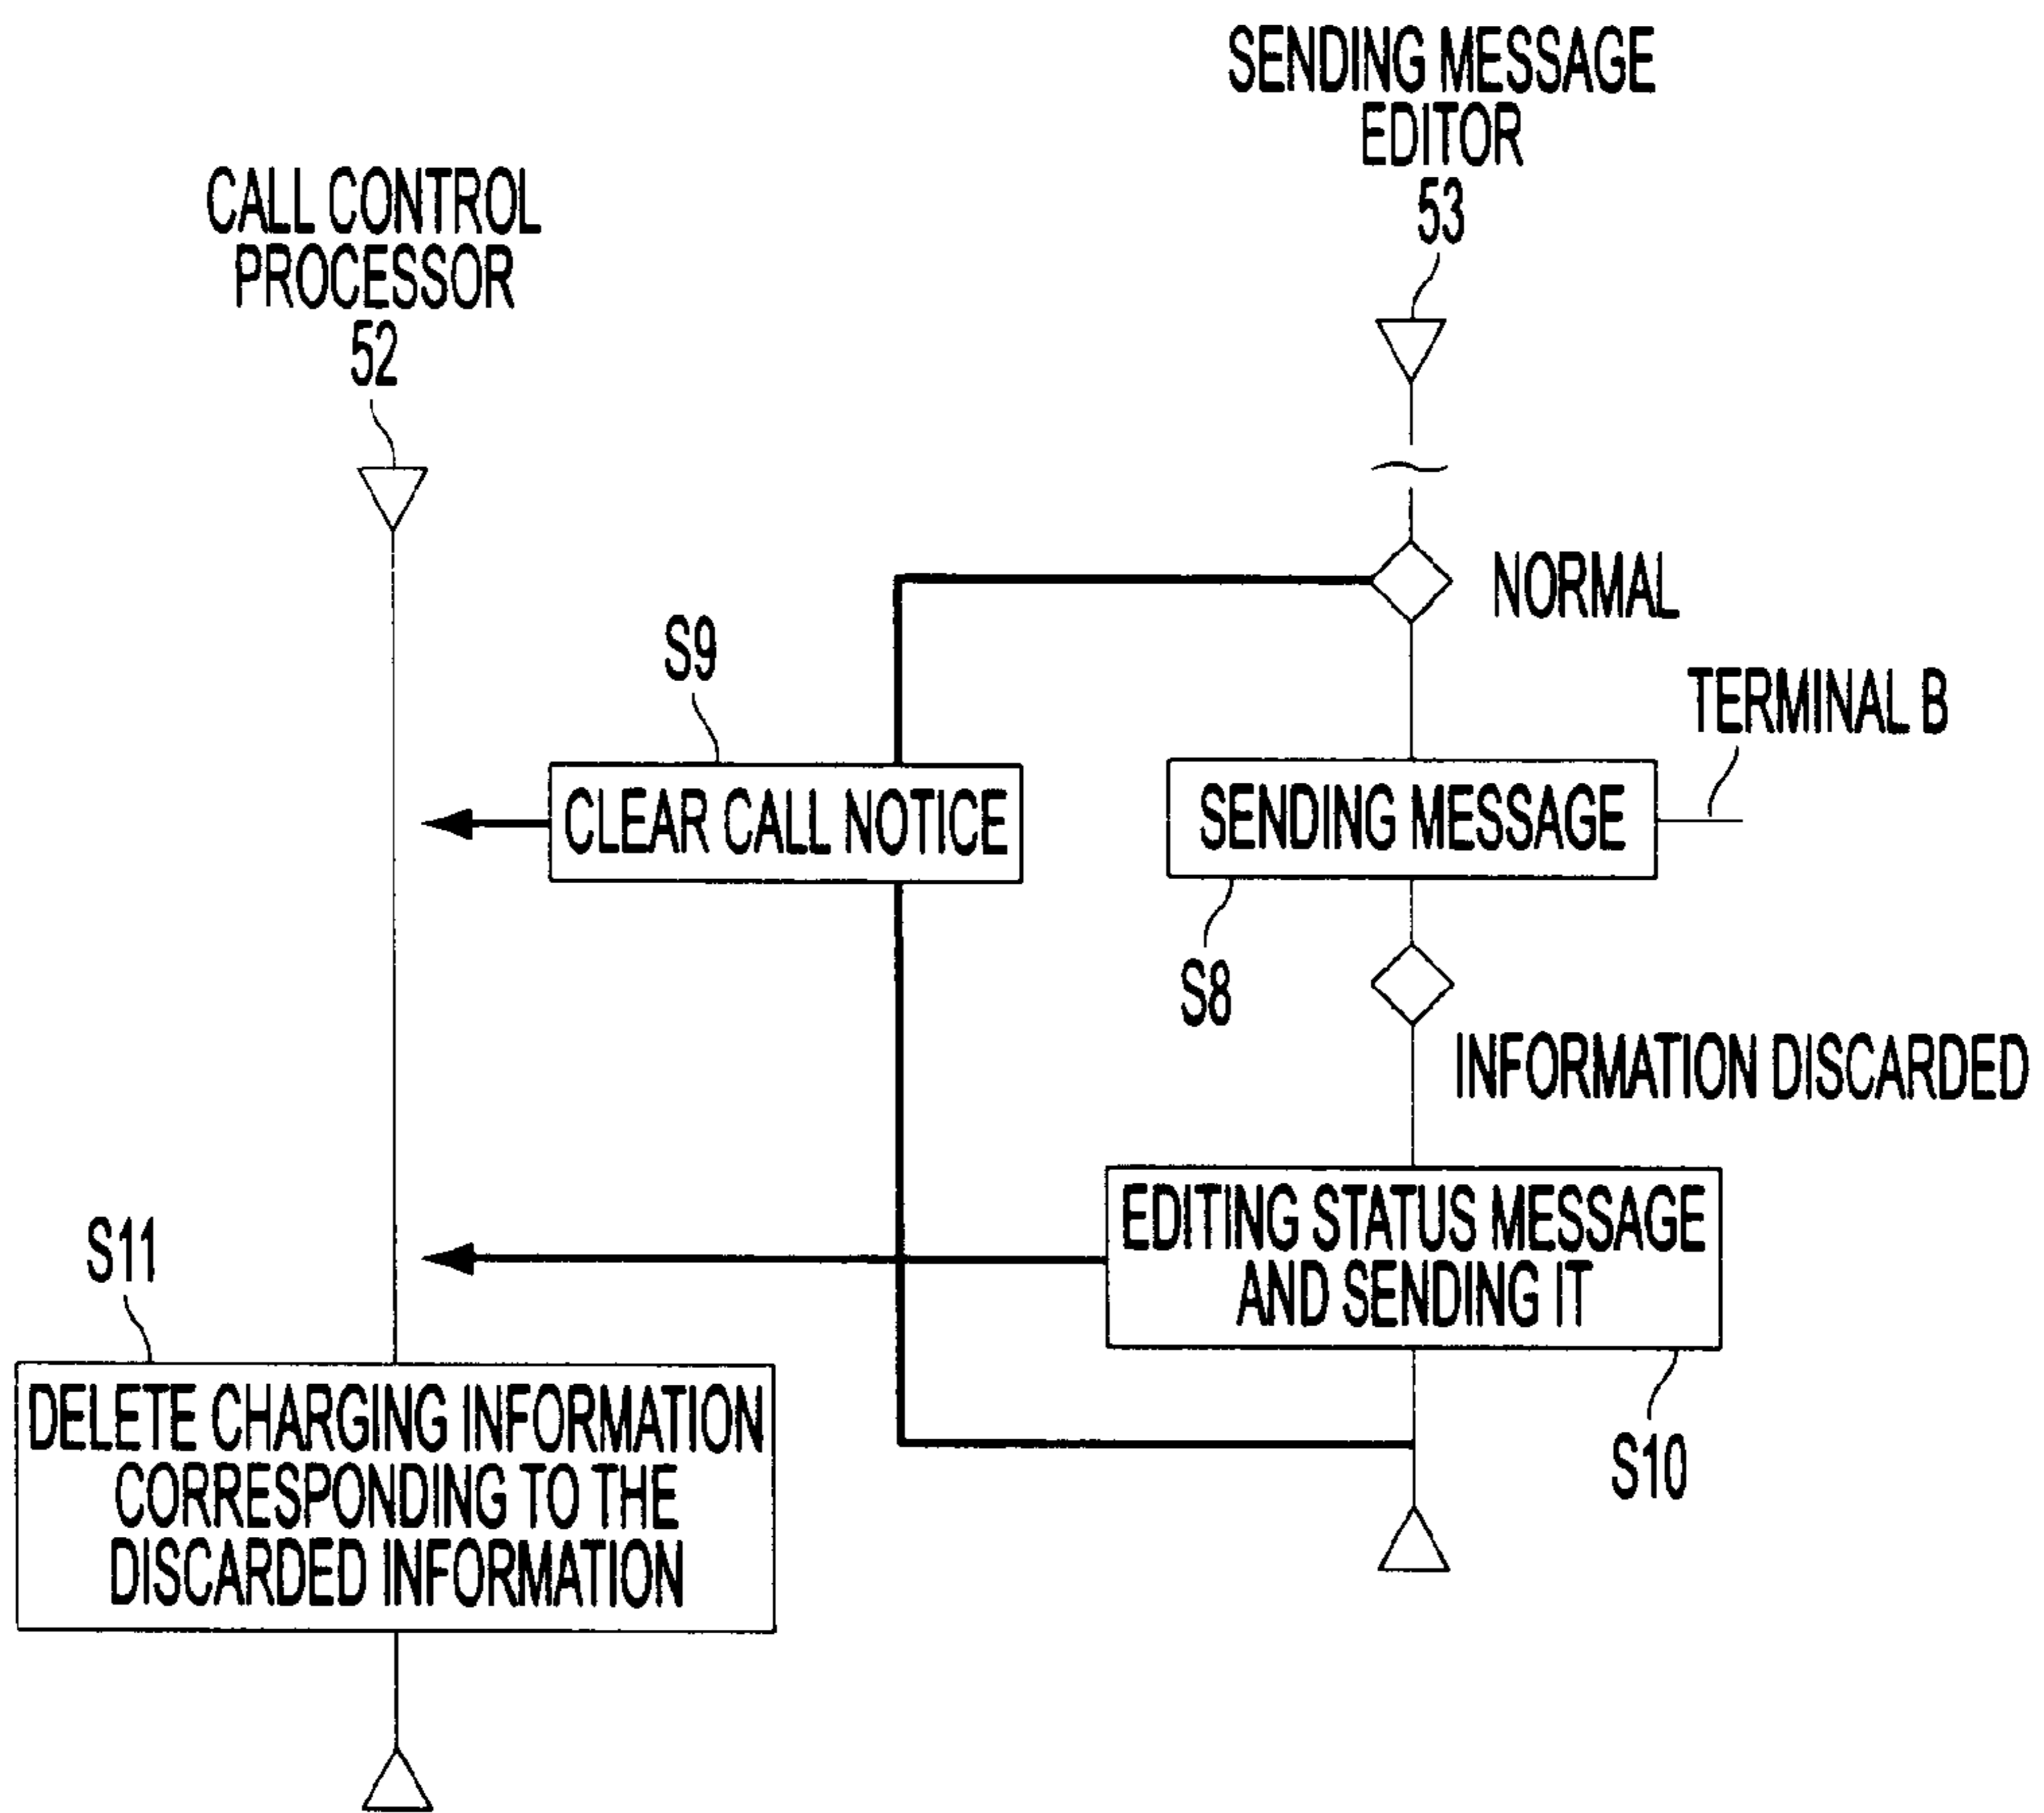 SENDING MESSAGE
EDITOR
53
CALL CONTROL
PROCESSOR
52
NORMAL
S9
TERMINAL B
CLEAR CALL NOTICE
SENDING MESSAGE
S8
INFORMATION DISCARDED
EDITING STATUS MESSAGE
AND SENDING IT
S11
S10
DELETE CHARGING INFORMATION
CORRESPONDING TO THE
DISCARDED INFORMATION